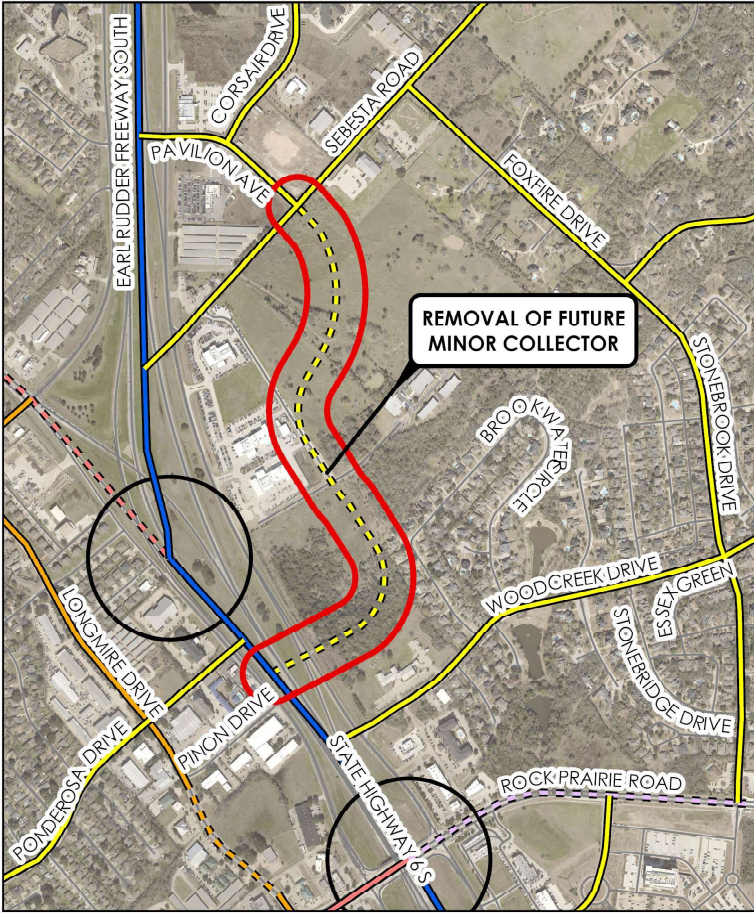 EARL RUDDER FREEWAY SOUTH
CORSAIR DRIVE
SEBESTA ROAD
PAVILION AVE
FOXFIRE DRIVE
REMOVAL OF FUTURE
MINOR COLLECTOR
STONEBROOK DRIVE
BROOKWATER CIRCLE
WOODCREEK DRIVE
ESSEX GREEN
STONEBRIDGE DRIVE
LONGMIRE DRIVE
PONDEROSA DRIVE
PINON DRIVE
STATE HIGHWAY 6 S
ROCK PRAIRIE ROAD